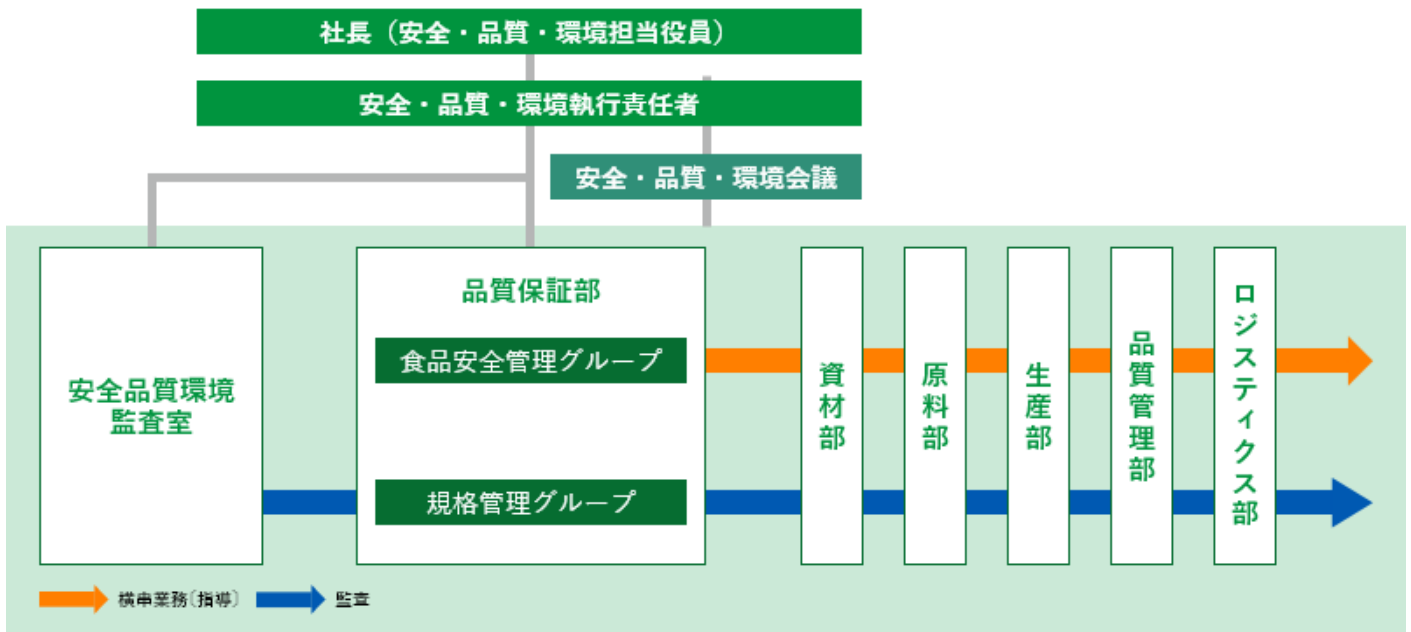 社長（安全・品質・環境担当役員）
安全・品質・環境執行責任者
安全・品質・環境会議
安全品質環境
監査室
品質保証部
食品安全管理グループ
規格管理グループ
資材部
原料部
生産部
品質管理部
ロジスティクス部
横串業務〔指導〕
監査